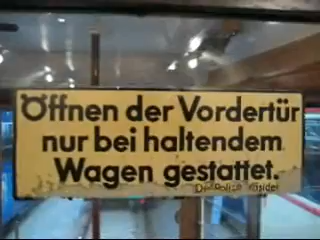 Öffnen der Vordertür
nur bei haltendem
Wagen gestattet.